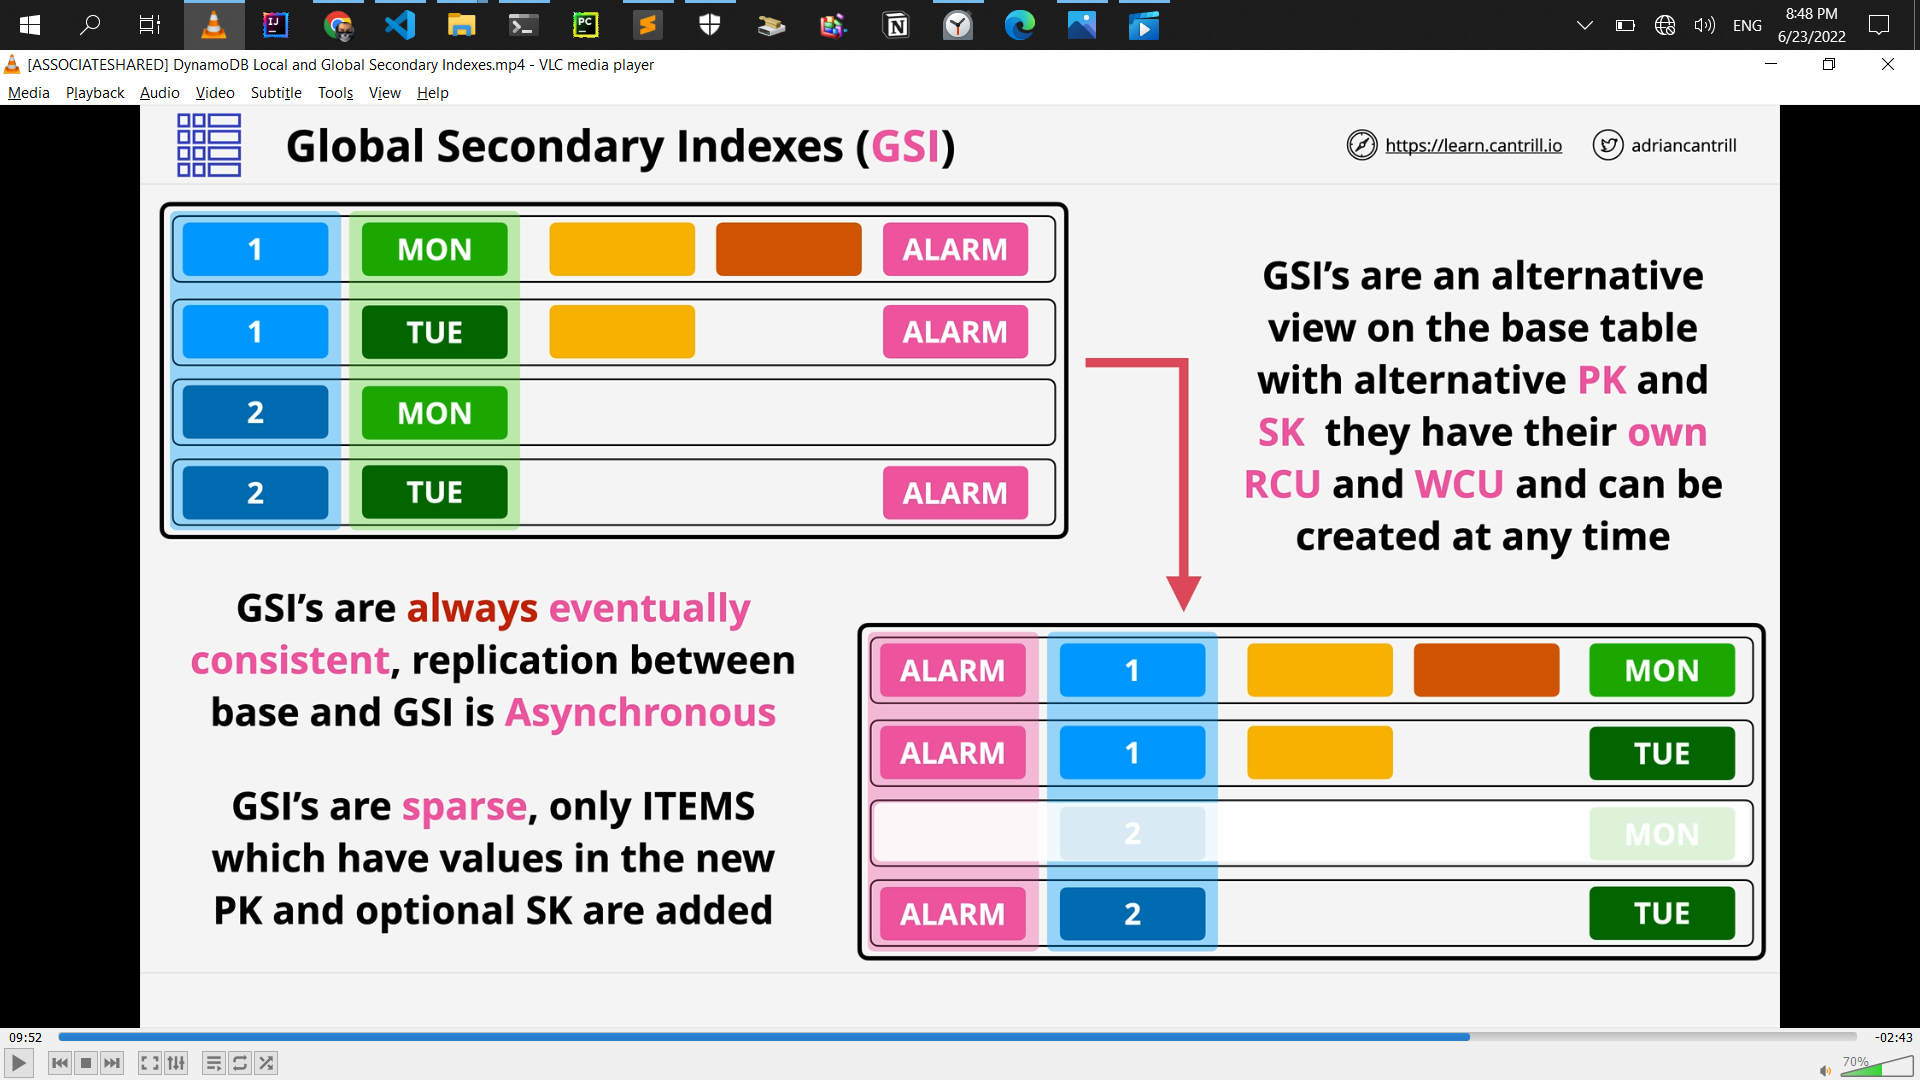 8:48 PM
ENG
6/23/2022
[ASSOCIATESHARED] DynamoDB Local and Global Secondary Indexes.mp4 - VLC media player
Media Playback Audio Video Subtitle Tools View Help
Global Secondary Indexes (GSI)
https://learn.cantrill.io
adriancantrill
1 MON ALARM
1 TUE ALARM
2 MON
2 TUE ALARM
GSI’s are an alternative
view on the base table
with alternative PK and
SK they have their own
RCU and WCU and can be
created at any time
GSI’s are always eventually
consistent, replication between
base and GSI is Asynchronous
GSI’s are sparse, only ITEMS
which have values in the new
PK and optional SK are added
ALARM 1 MON
ALARM 1 TUE
2 MON
ALARM 2 TUE
09:52
-02:43
70%
IJ
PC